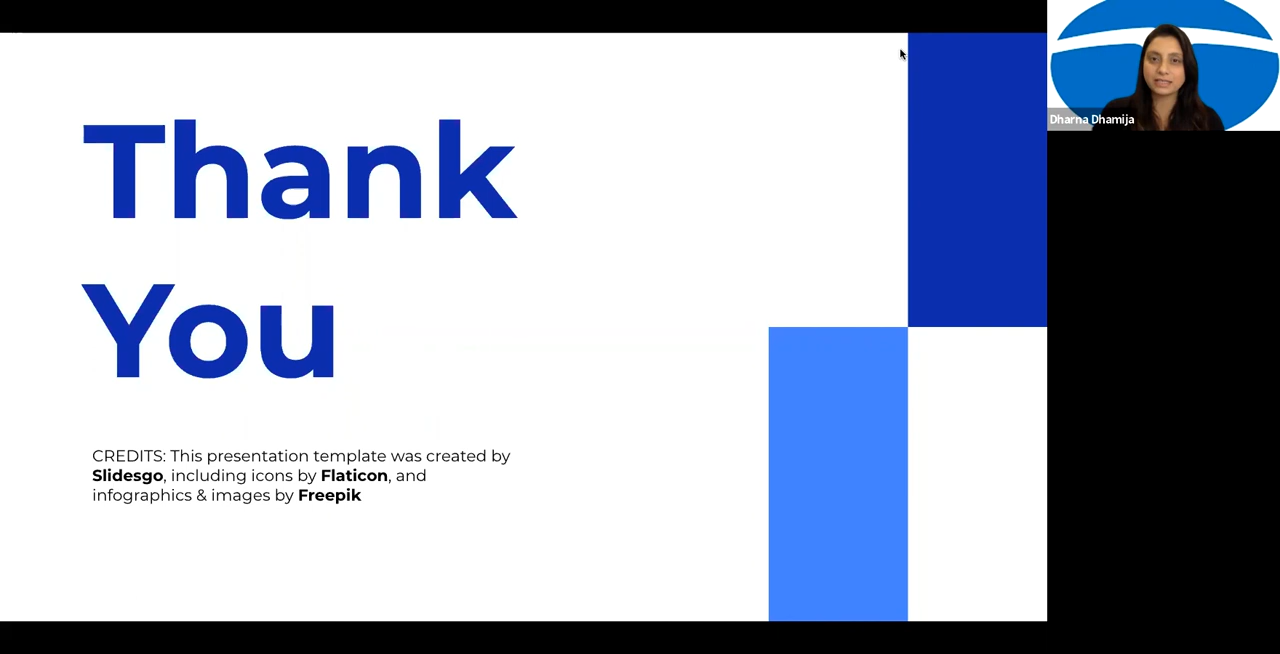 Thank
You
CREDITS: This presentation template was created by
Slidesgo, including icons by Flaticon, and
infographics & images by Freepik
Dharna Dhamija